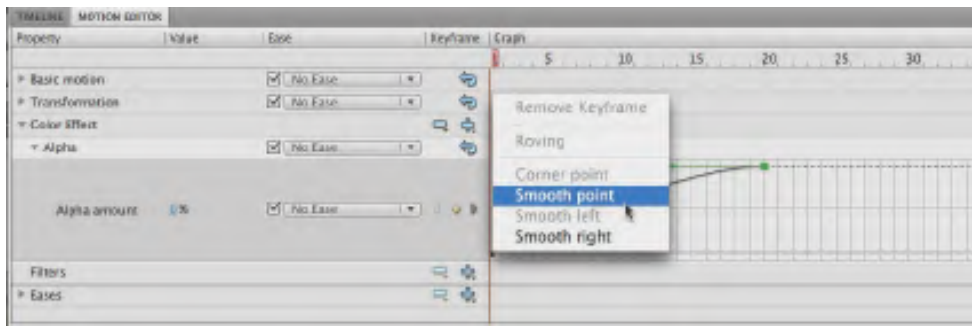 TIMELINE MOTION EDITOR
Property Value Ease Keyframe Graph
5 10 15 20 25 30
Basic motion No Ease
Transformation No Ease
Color Effect
Alpha No Ease
Alpha amount % No Ease
Filters
Eases
Remove Keyframe
Roving
Corner point
Smooth point
Smooth left
Smooth right